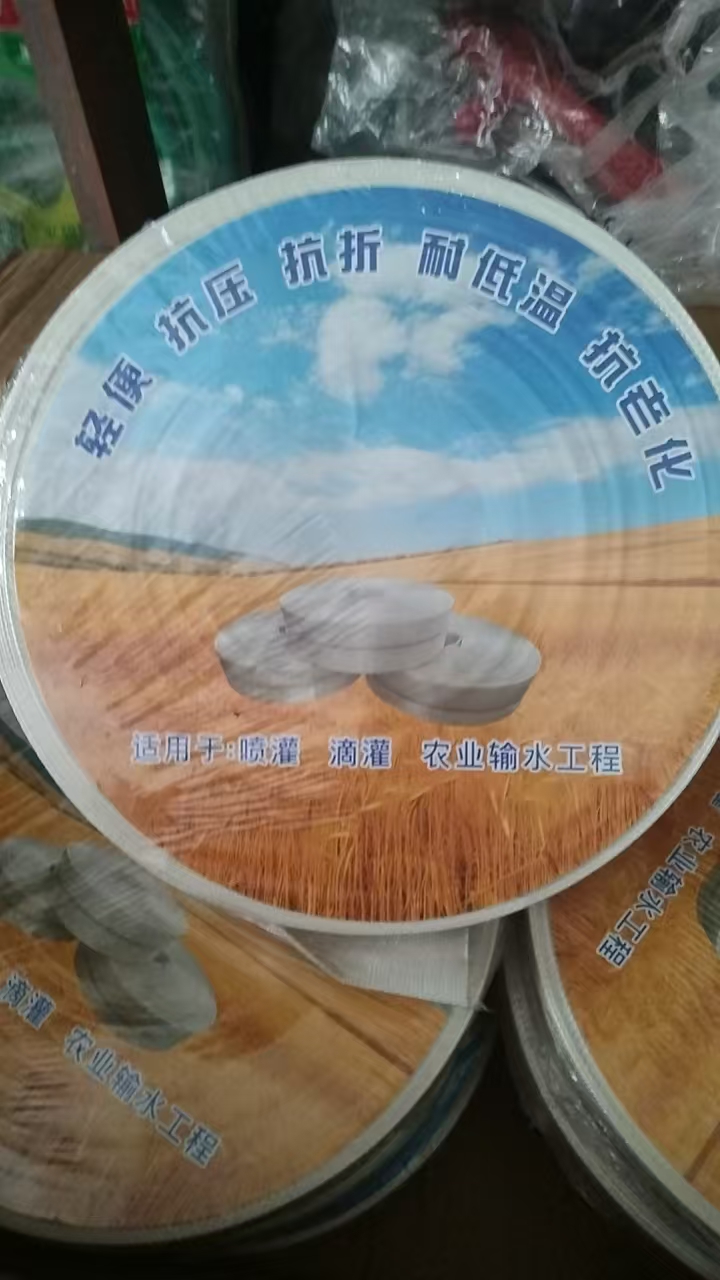 轻便 抗压 抗折 耐低温 抗老化
适用于:喷灌 滴灌 农业输水工程
滴灌 农业输水工程
农业输水工程